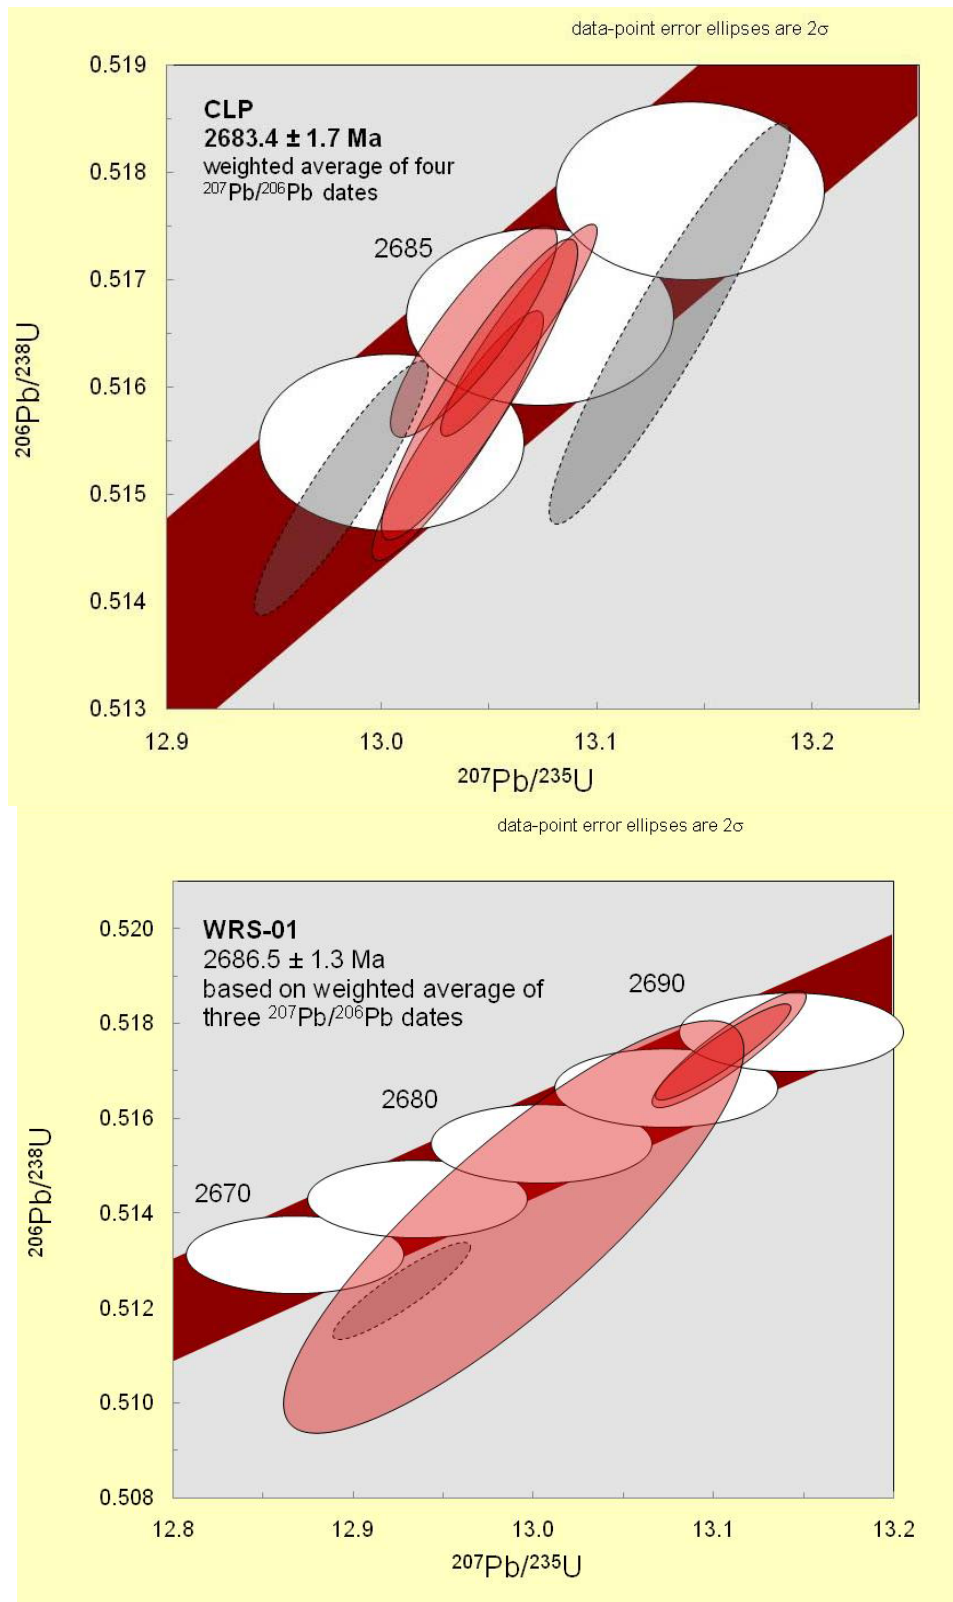 data-point error ellipses are 2σ
0.519
CLP
2683.4 ± 1.7 Ma
weighted average of four
²⁰⁷Pb/²⁰⁶Pb dates
0.518
2685
0.517
0.516
0.515
0.514
0.513
²⁰⁶Pb/²³⁸U
12.9 13.0 13.1 13.2
²⁰⁷Pb/²³⁵U
data-point error ellipses are 2σ
0.520
WRS-01
2686.5 ± 1.3 Ma
based on weighted average of
three ²⁰⁷Pb/²⁰⁶Pb dates
2690
0.518
2680
0.516
2670
0.514
0.512
0.510
0.508
²⁰⁶Pb/²³⁸U
12.8 12.9 13.0 13.1 13.2
²⁰⁷Pb/²³⁵U